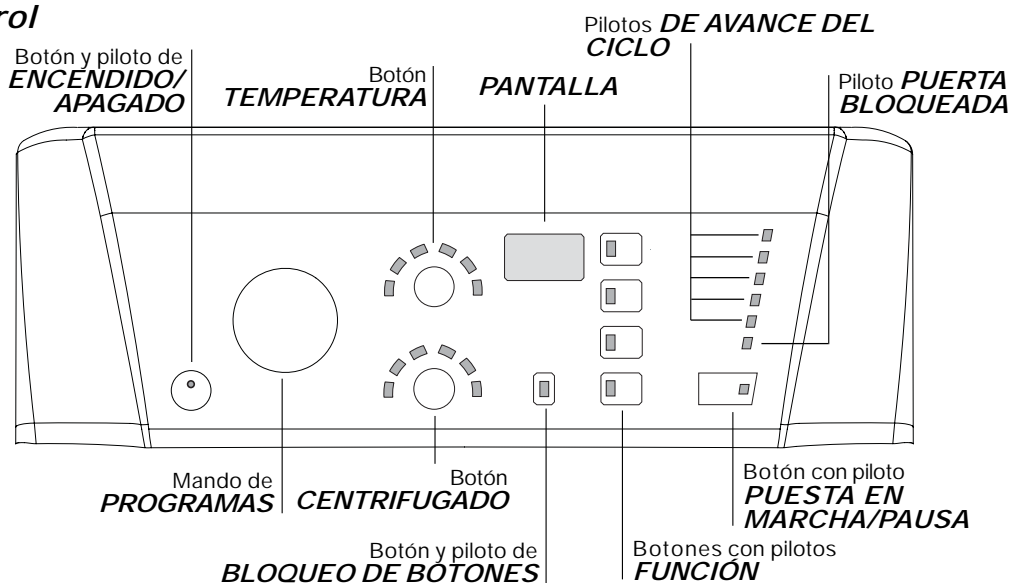 rol
Pilotos DE AVANCE DEL
CICLO
Botón y piloto de
ENCENDIDO/
APAGADO
Botón
TEMPERATURA
PANTALLA
Piloto PUERTA
BLOQUEADA
Mando de
PROGRAMAS
Botón
CENTRIFUGADO
Botón y piloto de
BLOQUEO DE BOTONES
Botones con pilotos
FUNCIÓN
Botón con piloto
PUESTA EN
MARCHA/PAUSA